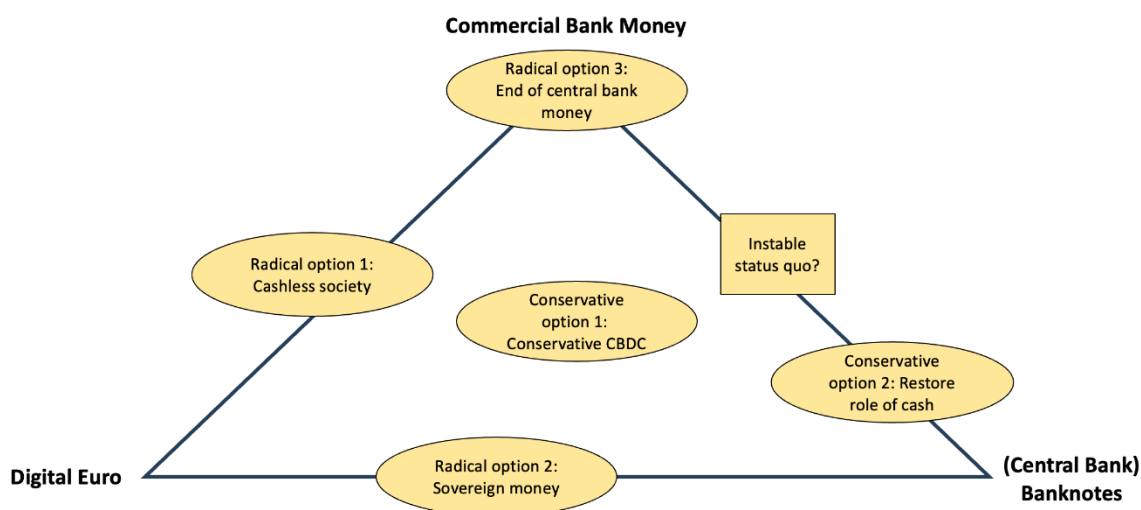 Commercial Bank Money
Radical option 3:
End of central bank
money
Instable
status quo?
Radical option 1:
Cashless society
Conservative
option 1:
Conservative CBDC
Conservative
option 2: Restore
role of cash
Digital Euro
Radical option 2:
Sovereign money
(Central Bank)
Banknotes